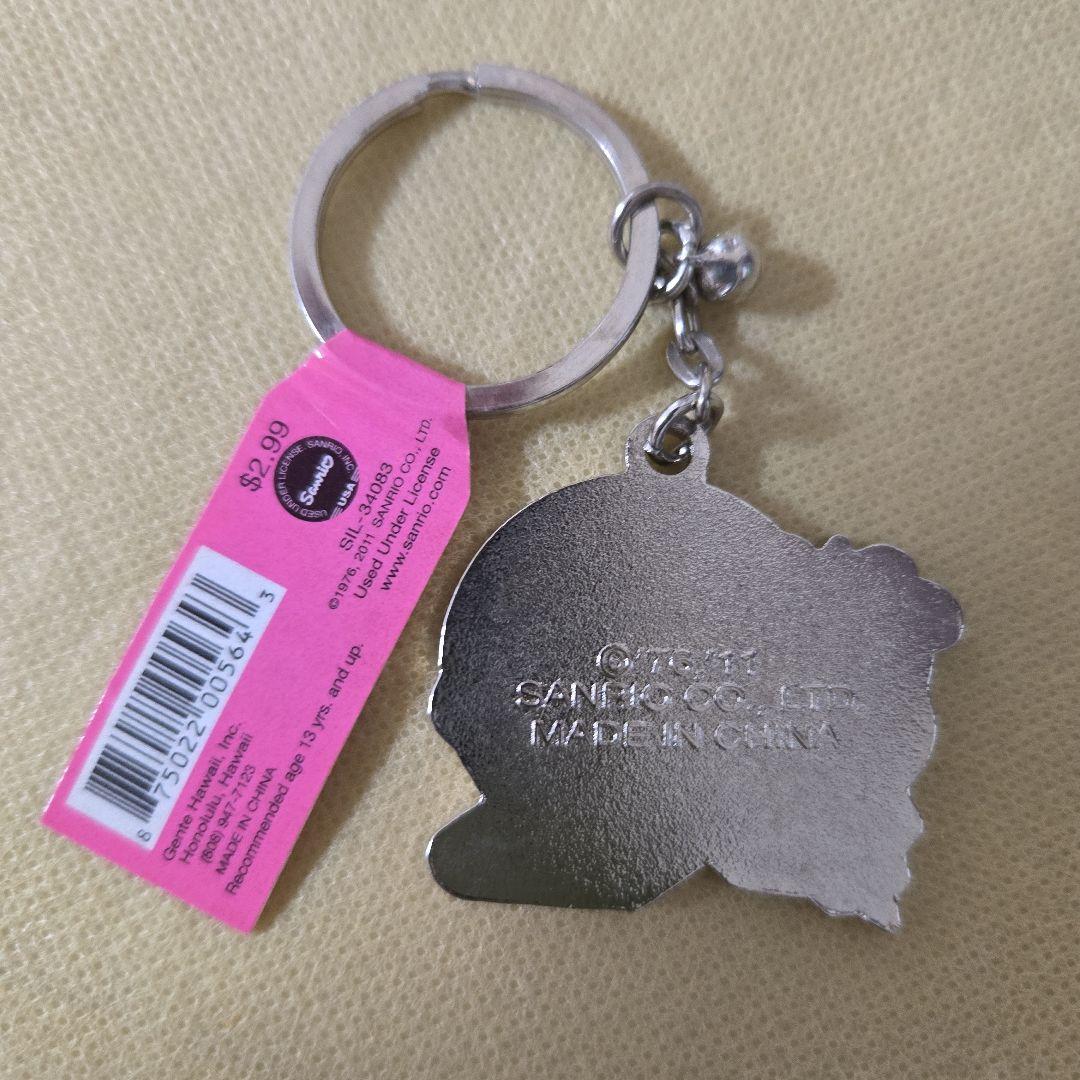 $2.99
USED UNDER LICENSE. SANRIO, INC.
Sanrio
USA
SIL-34083
©1976, 2011 SANRIO CO., LTD.
Used Under License
www.sanrio.com
8 75022 00564 3
Gente Hawaii, Inc.
Honolulu, Hawaii
(808) 947-7123
MADE IN CHINA
Recommended age 13 yrs. and up.
©'76,'11
SANRIO CO., LTD.
MADE IN CHINA